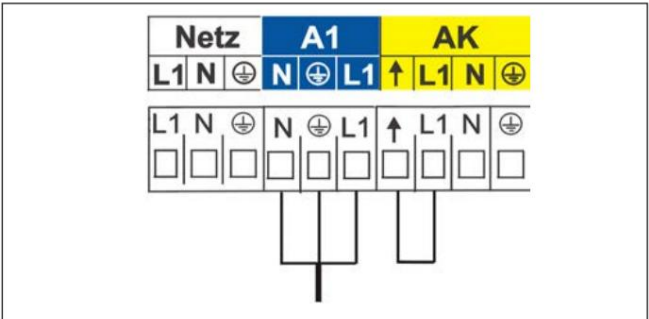 Netz A1 AK
L1 N ⏚ N ⏚ L1 ↑ L1 N ⏚
L1 N ⏚ N ⏚ L1 ↑ L1 N ⏚